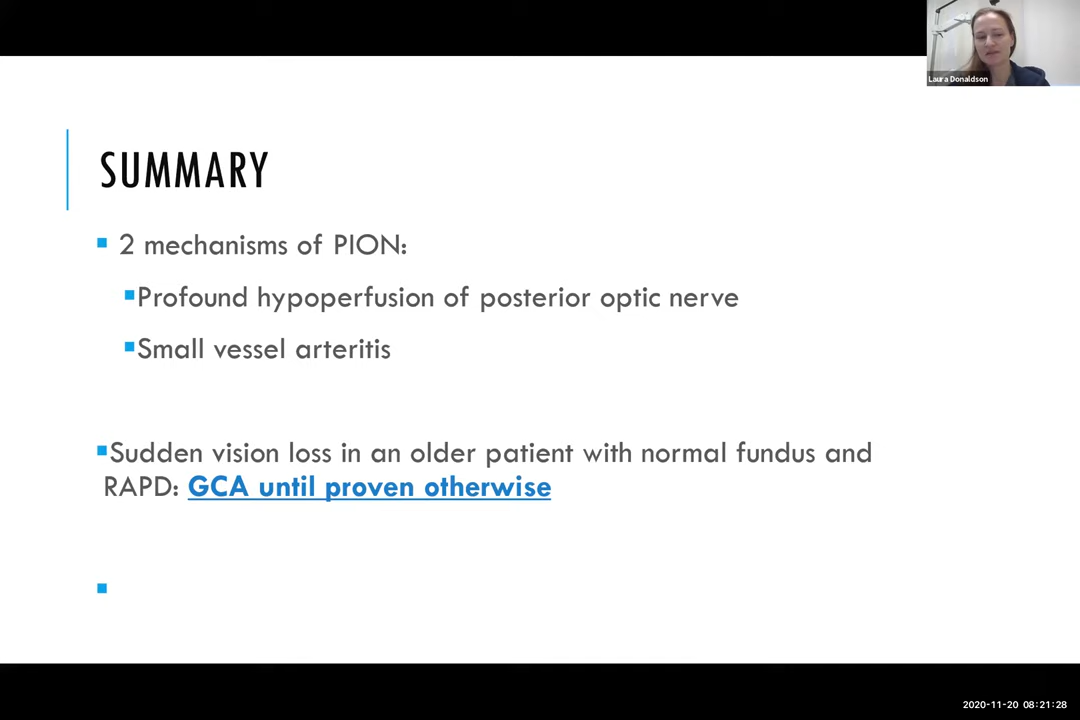 Laura Donaldson
SUMMARY
2 mechanisms of PION:
Profound hypoperfusion of posterior optic nerve
Small vessel arteritis
Sudden vision loss in an older patient with normal fundus and
RAPD: GCA until proven otherwise
2020-11-20 08:21:28